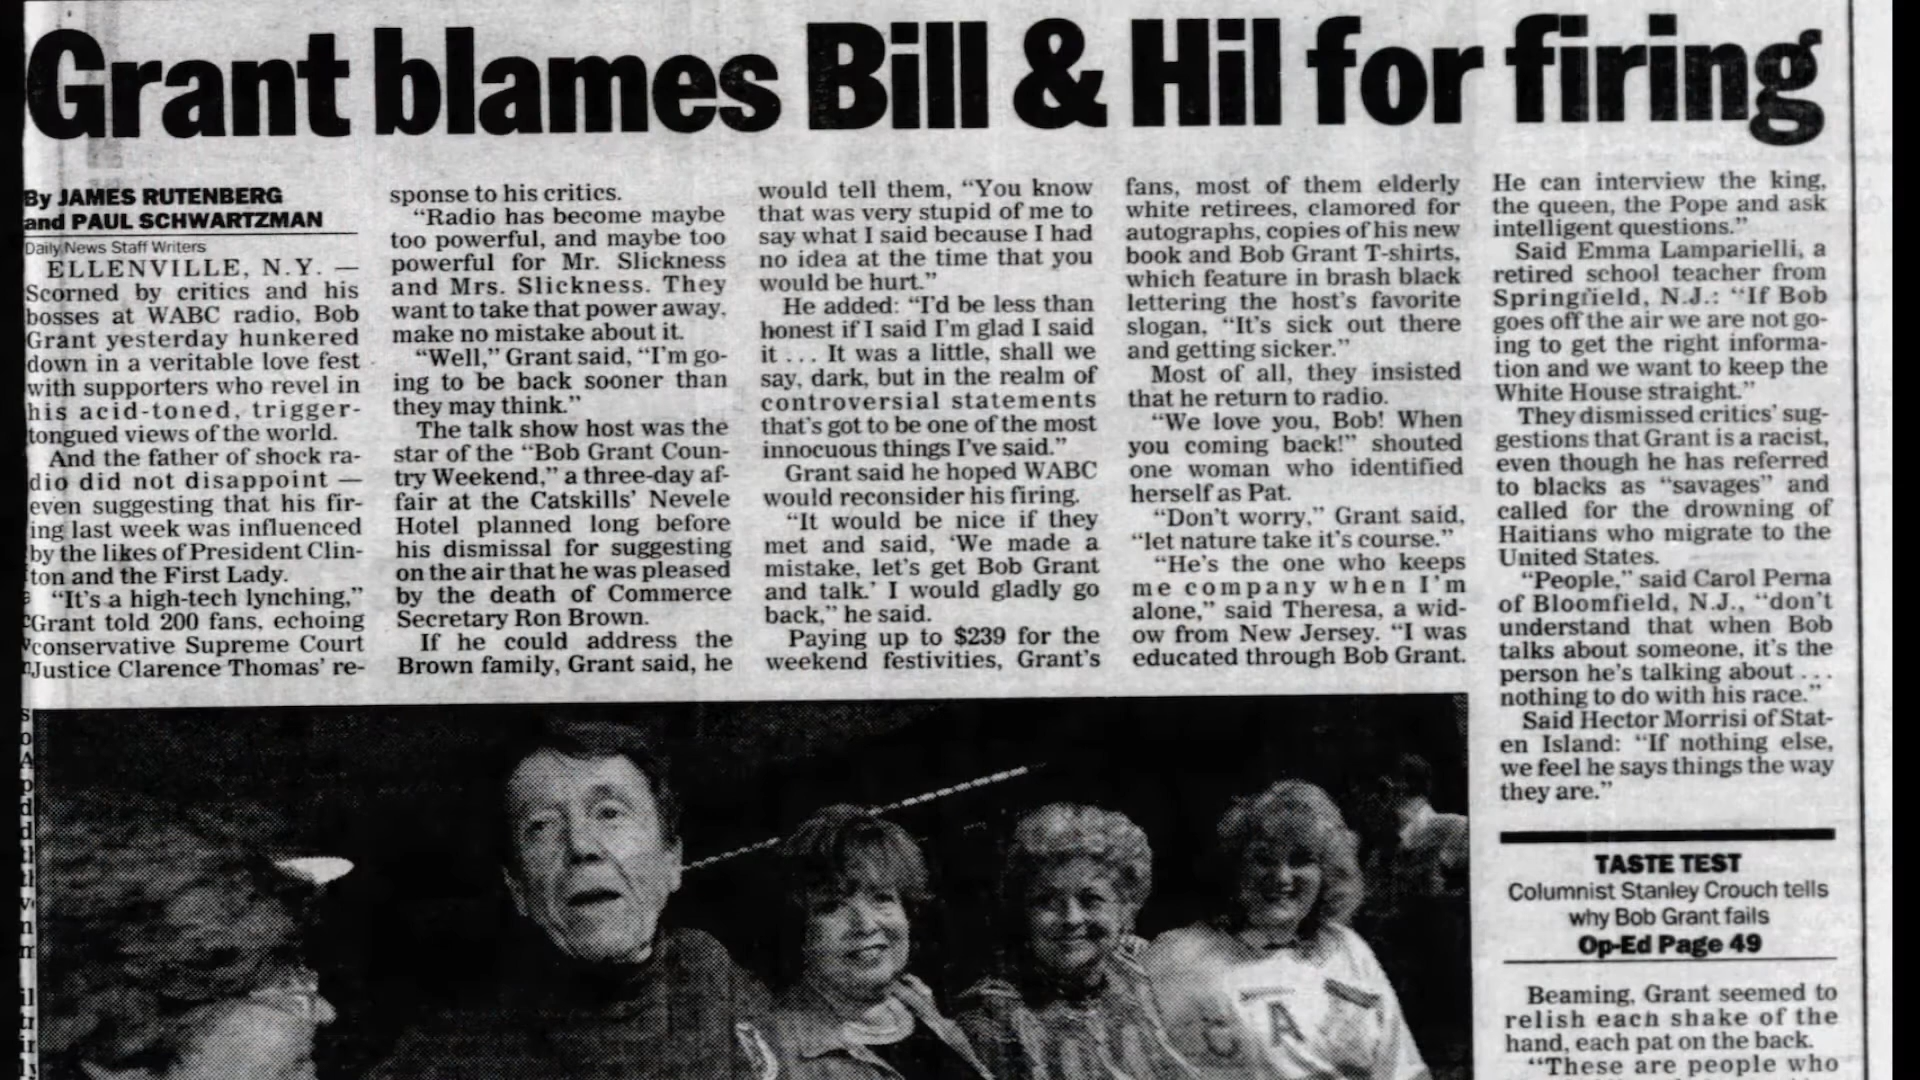 Grant blames Bill & Hil for firing
By JAMES RUTENBERG
and PAUL SCHWARTZMAN
Daily News Staff Writers
ELLENVILLE, N.Y. —
Scorned by critics and his
bosses at WABC radio, Bob
Grant yesterday hunkered
down in a veritable love fest
with supporters who revel in
his acid-toned, trigger-
tongued views of the world.
And the father of shock ra-
dio did not disappoint —
even suggesting that his fir-
ing last week was influenced
by the likes of President Clin-
ton and the First Lady.
"It's a high-tech lynching,"
Grant told 200 fans, echoing
conservative Supreme Court
Justice Clarence Thomas' re-
sponse to his critics.
"Radio has become maybe
too powerful, and maybe too
powerful for Mr. Slickness
and Mrs. Slickness. They
want to take that power away,
make no mistake about it.
"Well," Grant said, "I'm go-
ing to be back sooner than
they may think."
The talk show host was the
star of the "Bob Grant Coun-
try Weekend," a three-day af-
fair at the Catskills' Nevele
Hotel planned long before
his dismissal for suggesting
on the air that he was pleased
by the death of Commerce
Secretary Ron Brown.
If he could address the
Brown family, Grant said, he
would tell them, "You know
that was very stupid of me to
say what I said because I had
no idea at the time that you
would be hurt."
He added: "I'd be less than
honest if I said I'm glad I said
it . . . It was a little, shall we
say, dark, but in the realm of
controversial statements
that's got to be one of the most
innocuous things I've said."
Grant said he hoped WABC
would reconsider his firing.
"It would be nice if they
met and said, 'We made a
mistake, let's get Bob Grant
and talk.' I would gladly go
back," he said.
Paying up to $239 for the
weekend festivities, Grant's
fans, most of them elderly
white retirees, clamored for
autographs, copies of his new
book and Bob Grant T-shirts,
which feature in brash black
lettering the host's favorite
slogan, "It's sick out there
and getting sicker."
Most of all, they insisted
that he return to radio.
"We love you, Bob! When
you coming back!" shouted
one woman who identified
herself as Pat.
"Don't worry," Grant said,
"let nature take it's course."
"He's the one who keeps
me company when I'm
alone," said Theresa, a wid-
ow from New Jersey. "I was
educated through Bob Grant.
He can interview the king,
the queen, the Pope and ask
intelligent questions."
Said Emma Lamparielli, a
retired school teacher from
Springfield, N.J.: "If Bob
goes off the air we are not go-
ing to get the right informa-
tion and we want to keep the
White House straight."
They dismissed critics' sug-
gestions that Grant is a racist,
even though he has referred
to blacks as "savages" and
called for the drowning of
Haitians who migrate to the
United States.
"People," said Carol Perna
of Bloomfield, N.J., "don't
understand that when Bob
talks about someone, it's the
person he's talking about . . .
nothing to do with his race."
Said Hector Morrisi of Stat-
en Island: "If nothing else,
we feel he says things the way
they are."
TASTE TEST
Columnist Stanley Crouch tells
why Bob Grant fails
Op-Ed Page 49
Beaming, Grant seemed to
relish each shake of the
hand, each pat on the back.
"These are people who